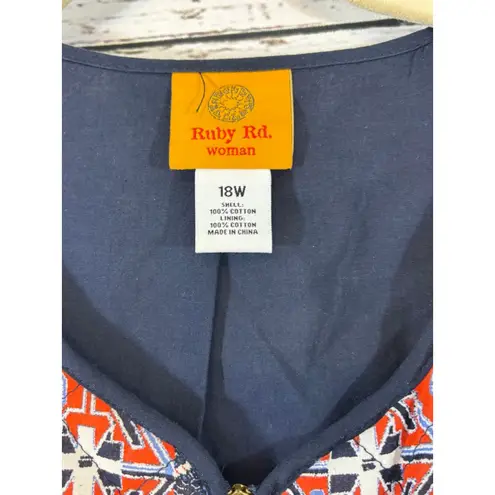 Ruby Rd.
woman
18W
SHELL:
100% COTTON
LINING:
100% COTTON
MADE IN CHINA